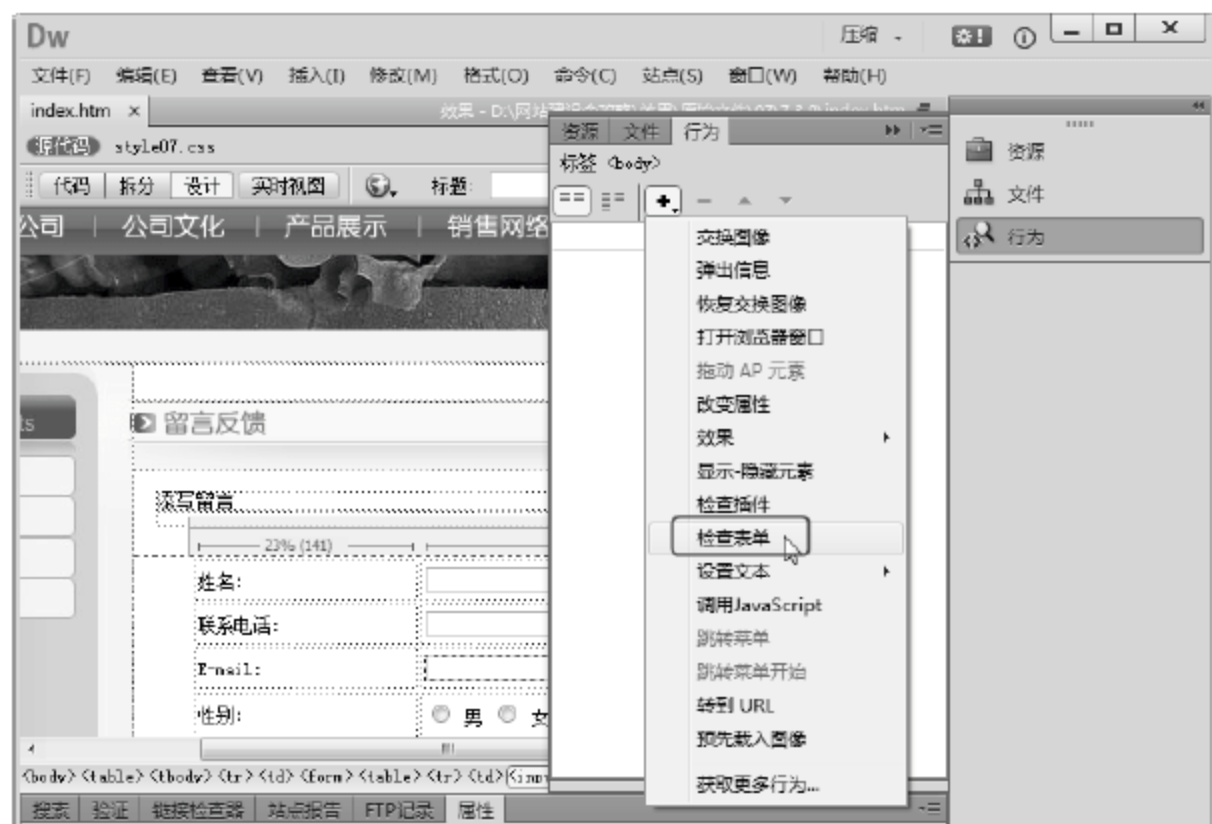 Dw
压缩
文件(F) 编辑(E) 查看(V) 插入(I) 修改(M) 格式(O) 命令(C) 站点(S) 窗口(W) 帮助(H)
index.htm ×
源代码 style07.css
代码 拆分 设计 实时视图 标题:
公司 | 公司文化 | 产品展示 | 销售网络
留言反馈
添写留言
23% (141)
姓名:
联系电话:
E-mail:
性别: 男 女
<body><table><tbody><tr><td><form><table><tr><td>
搜索 验证 链接检查器 站点报告 FTP记录 属性
资源 文件 行为
标签 <body>
交换图像
弹出信息
恢复交换图像
打开浏览器窗口
拖动 AP 元素
改变属性
效果
显示-隐藏元素
检查插件
检查表单
设置文本
调用JavaScript
跳转菜单
跳转菜单开始
转到 URL
预先载入图像
获取更多行为...
资源
文件
行为